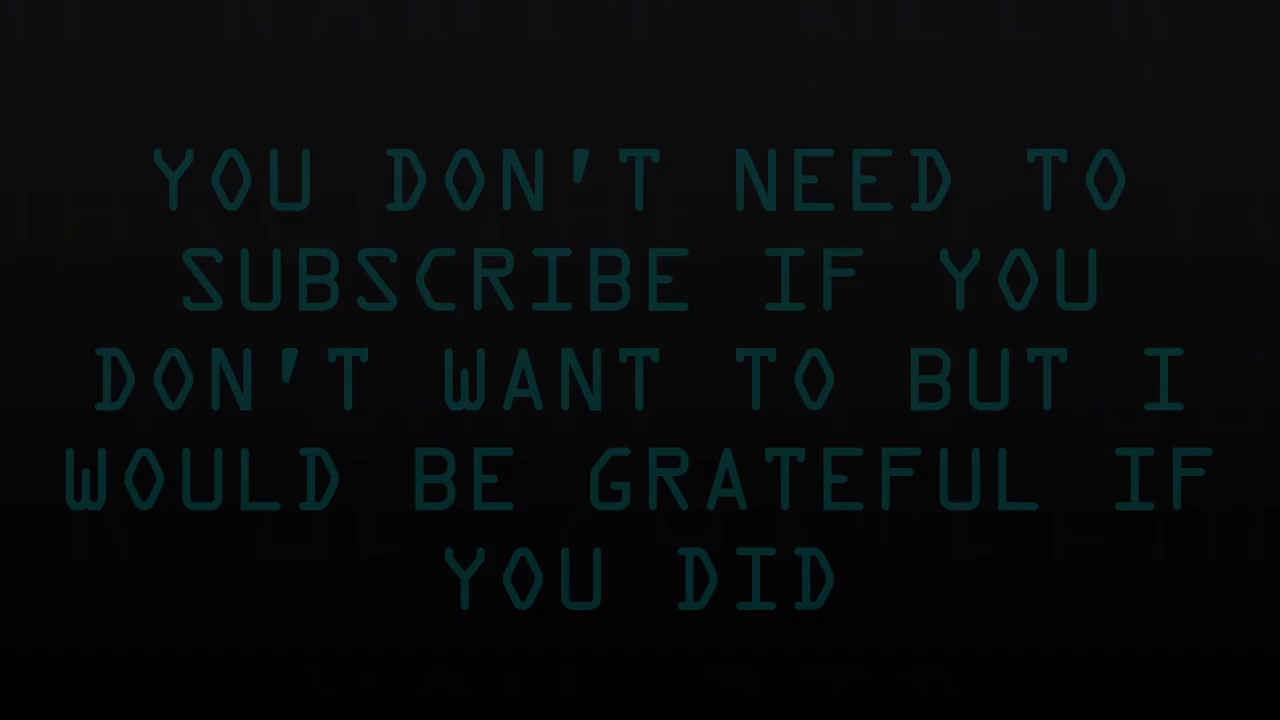 YOU DON'T NEED TO
SUBSCRIBE IF YOU
DON'T WANT TO BUT I
WOULD BE GRATEFUL IF
YOU DID